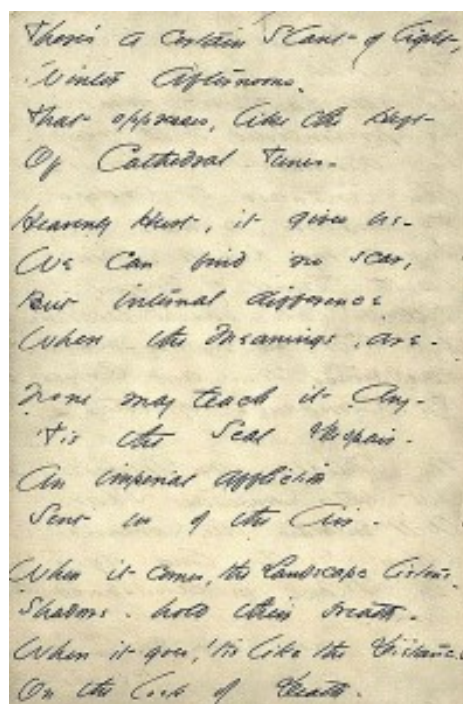 There's a certain Slant of light,
Winter Afternoons.
That oppresses, like the Heft
Of Cathedral Tunes.
Heavenly Hurt, it gives us.
We can find no scar,
But internal difference
Where the Meanings, are.
None may teach it Any.
'Tis the Seal Despair.
An imperial affliction
Sent us of the Air.
When it comes, the Landscape listens.
Shadows. hold their breath.
When it goes, 'tis like the Distance
On the look of Death.